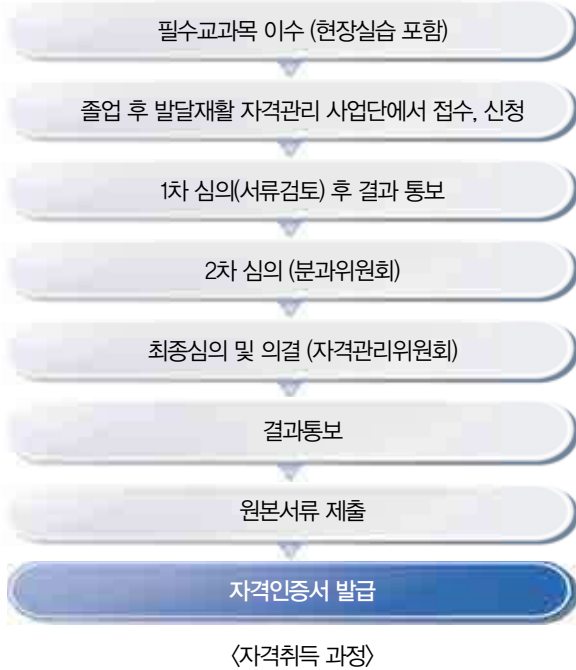 필수교과목 이수 (현장실습 포함)
졸업 후 발달재활 자격관리 사업단에서 접수, 신청
1차 심의(서류검토) 후 결과 통보
2차 심의 (분과위원회)
최종심의 및 의결 (자격관리위원회)
결과통보
원본서류 제출
자격인증서 발급
〈자격취득 과정〉